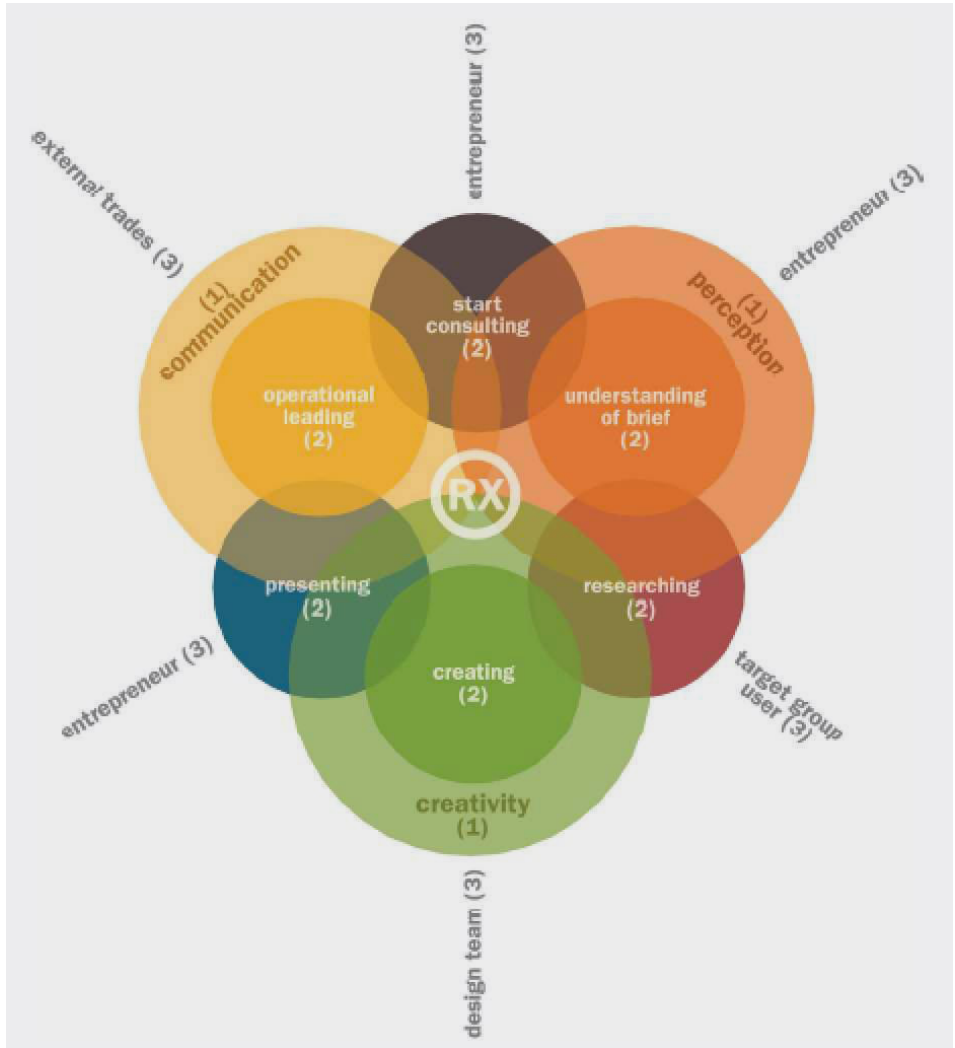 entrepreneur (3)
external trades (3)
entrepreneur (3)
(1)
communication
(1)
perception
start
consulting
(2)
operational
leading
(2)
understanding
of brief
(2)
RX
presenting
(2)
researching
(2)
entrepreneur (3)
target group
user (3)
creating
(2)
creativity
(1)
design team (3)